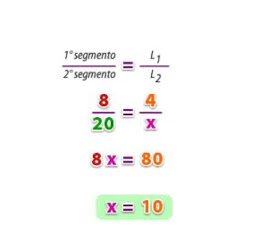 1° segmento / 2° segmento = L₁ / L₂
8 / 20 = 4 / x
8 x = 80
x = 10